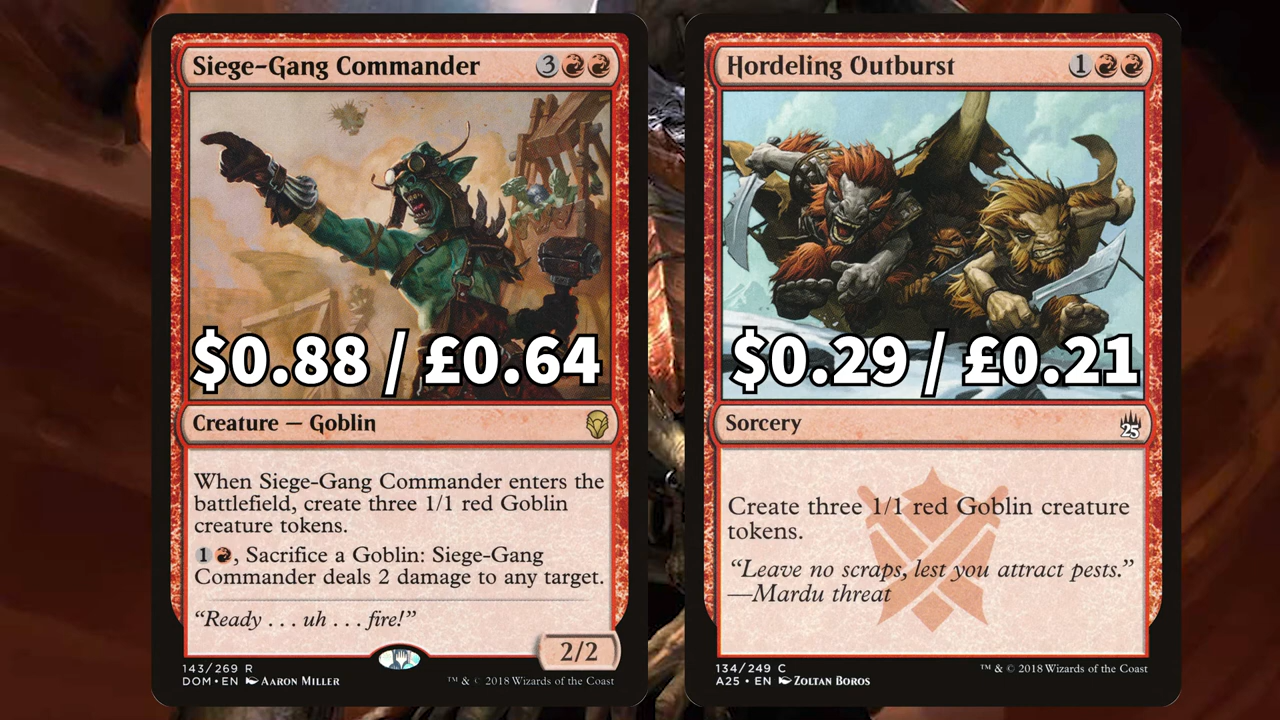 Siege-Gang Commander 3
$0.88 / £0.64
Creature — Goblin
When Siege-Gang Commander enters the
battlefield, create three 1/1 red Goblin
creature tokens.
1 , Sacrifice a Goblin: Siege-Gang
Commander deals 2 damage to any target.
“Ready . . . uh . . . fire!”
2/2
143/269 R
DOM • EN AARON MILLER
™ & © 2018 Wizards of the Coast
Hordeling Outburst 1
$0.29 / £0.21
Sorcery
25
Create three 1/1 red Goblin creature
tokens.
“Leave no scraps, lest you attract pests.”
—Mardu threat
134/249 C
A25 • EN ZOLTAN BOROS
™ & © 2018 Wizards of the Coast